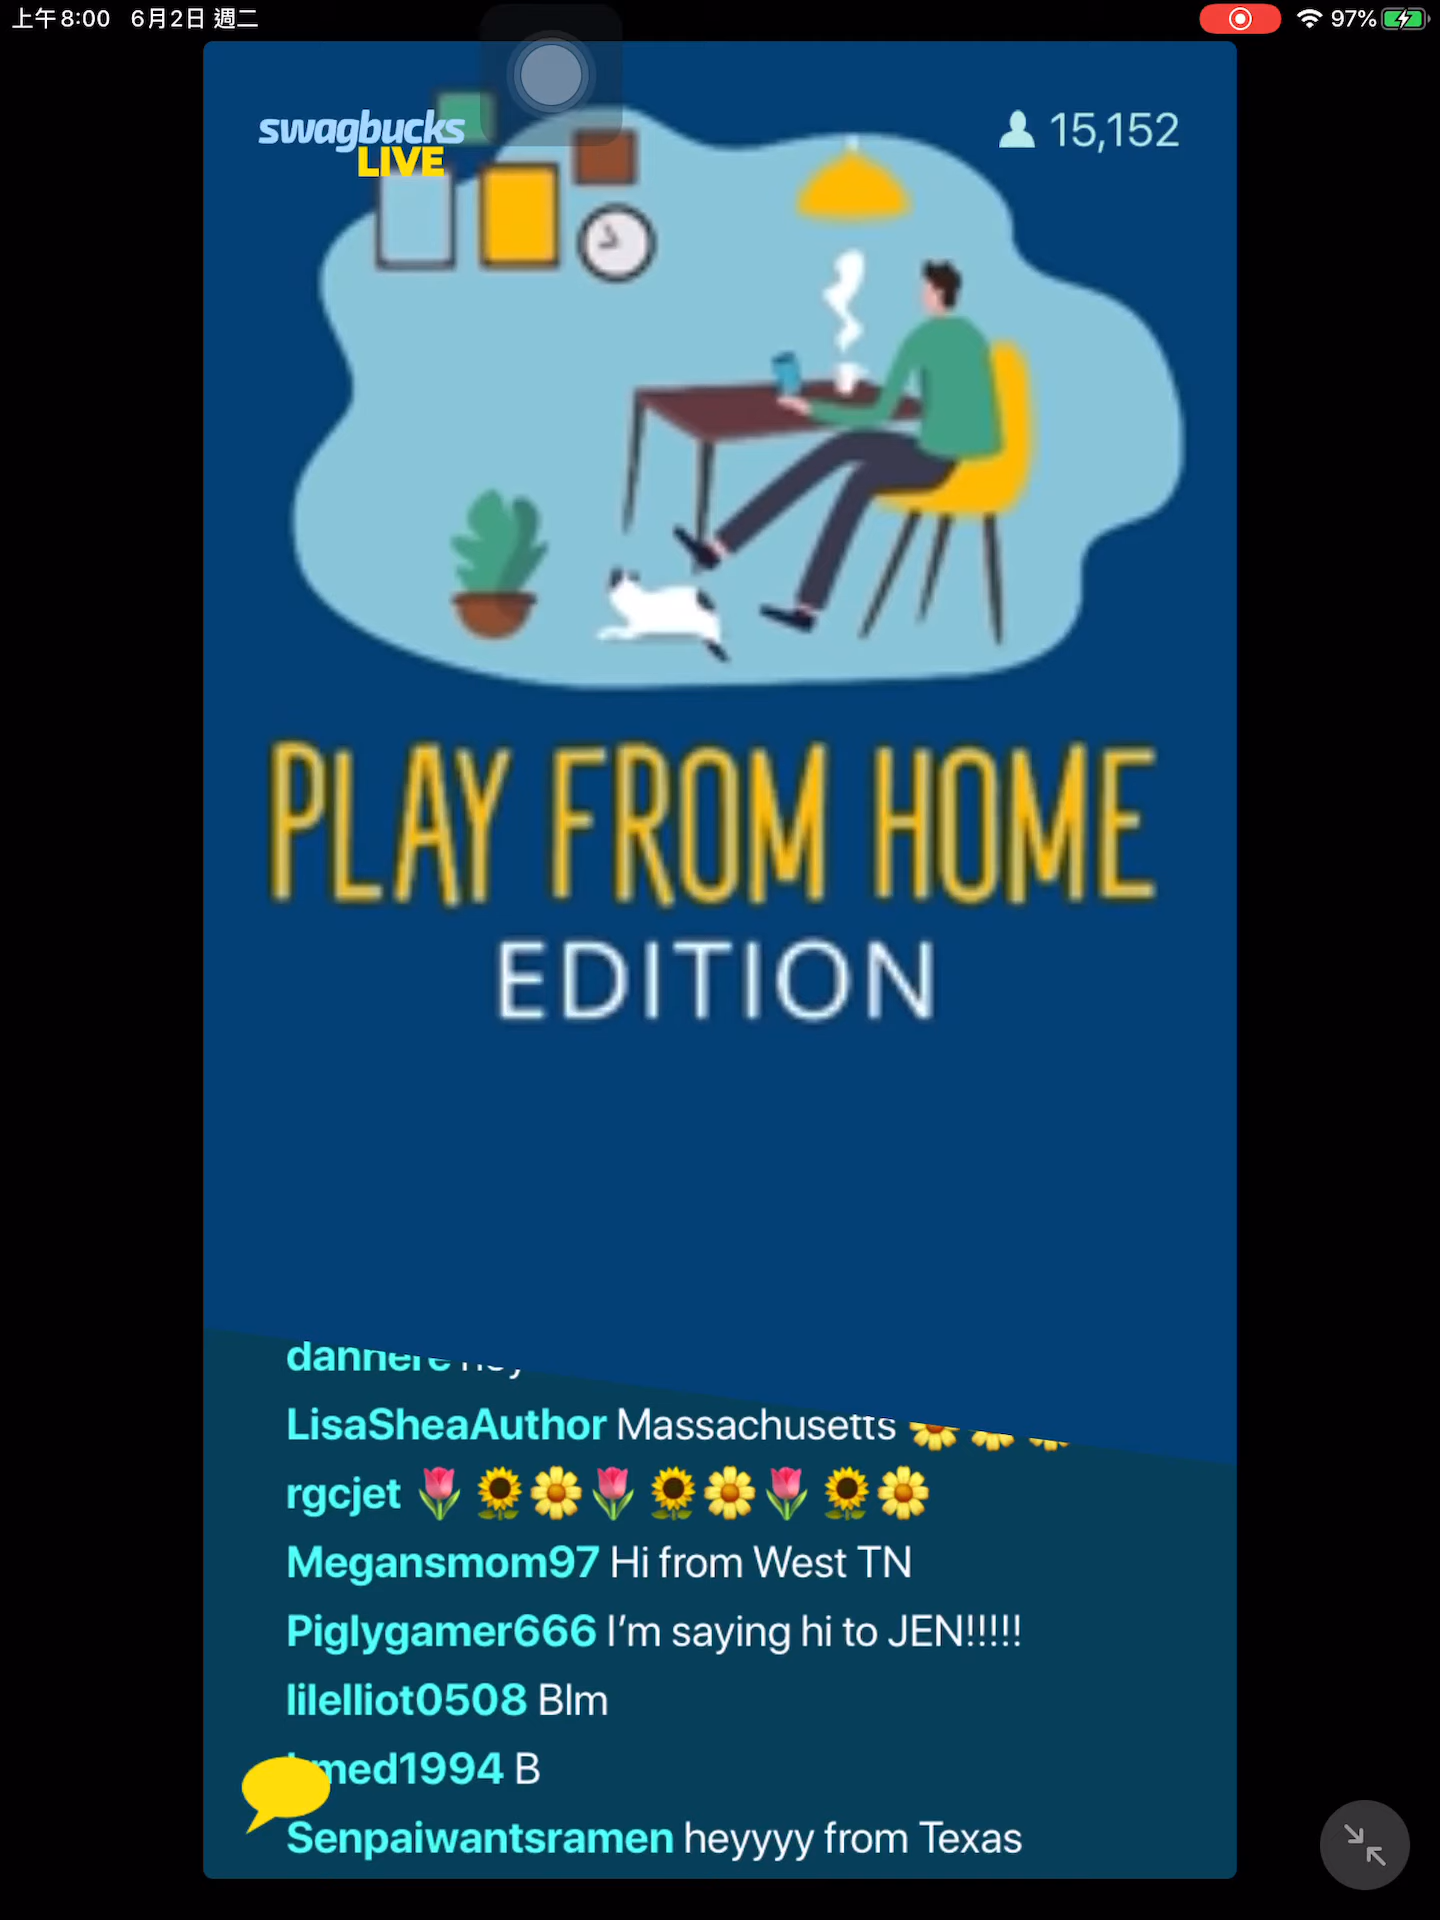 上午8:00 6月2日 週二 97%
swagbucks
LIVE
15,152
PLAY FROM HOME
EDITION
dannere hey
LisaSheaAuthor Massachusetts 🌼🌼🌼
rgcjet 🌷🌻🌼🌷🌻🌼🌷🌻🌼
Megansmom97 Hi from West TN
Piglygamer666 I'm saying hi to JEN!!!!!
lilelliot0508 Blm
med1994 B
Senpaiwantsramen heyyyy from Texas